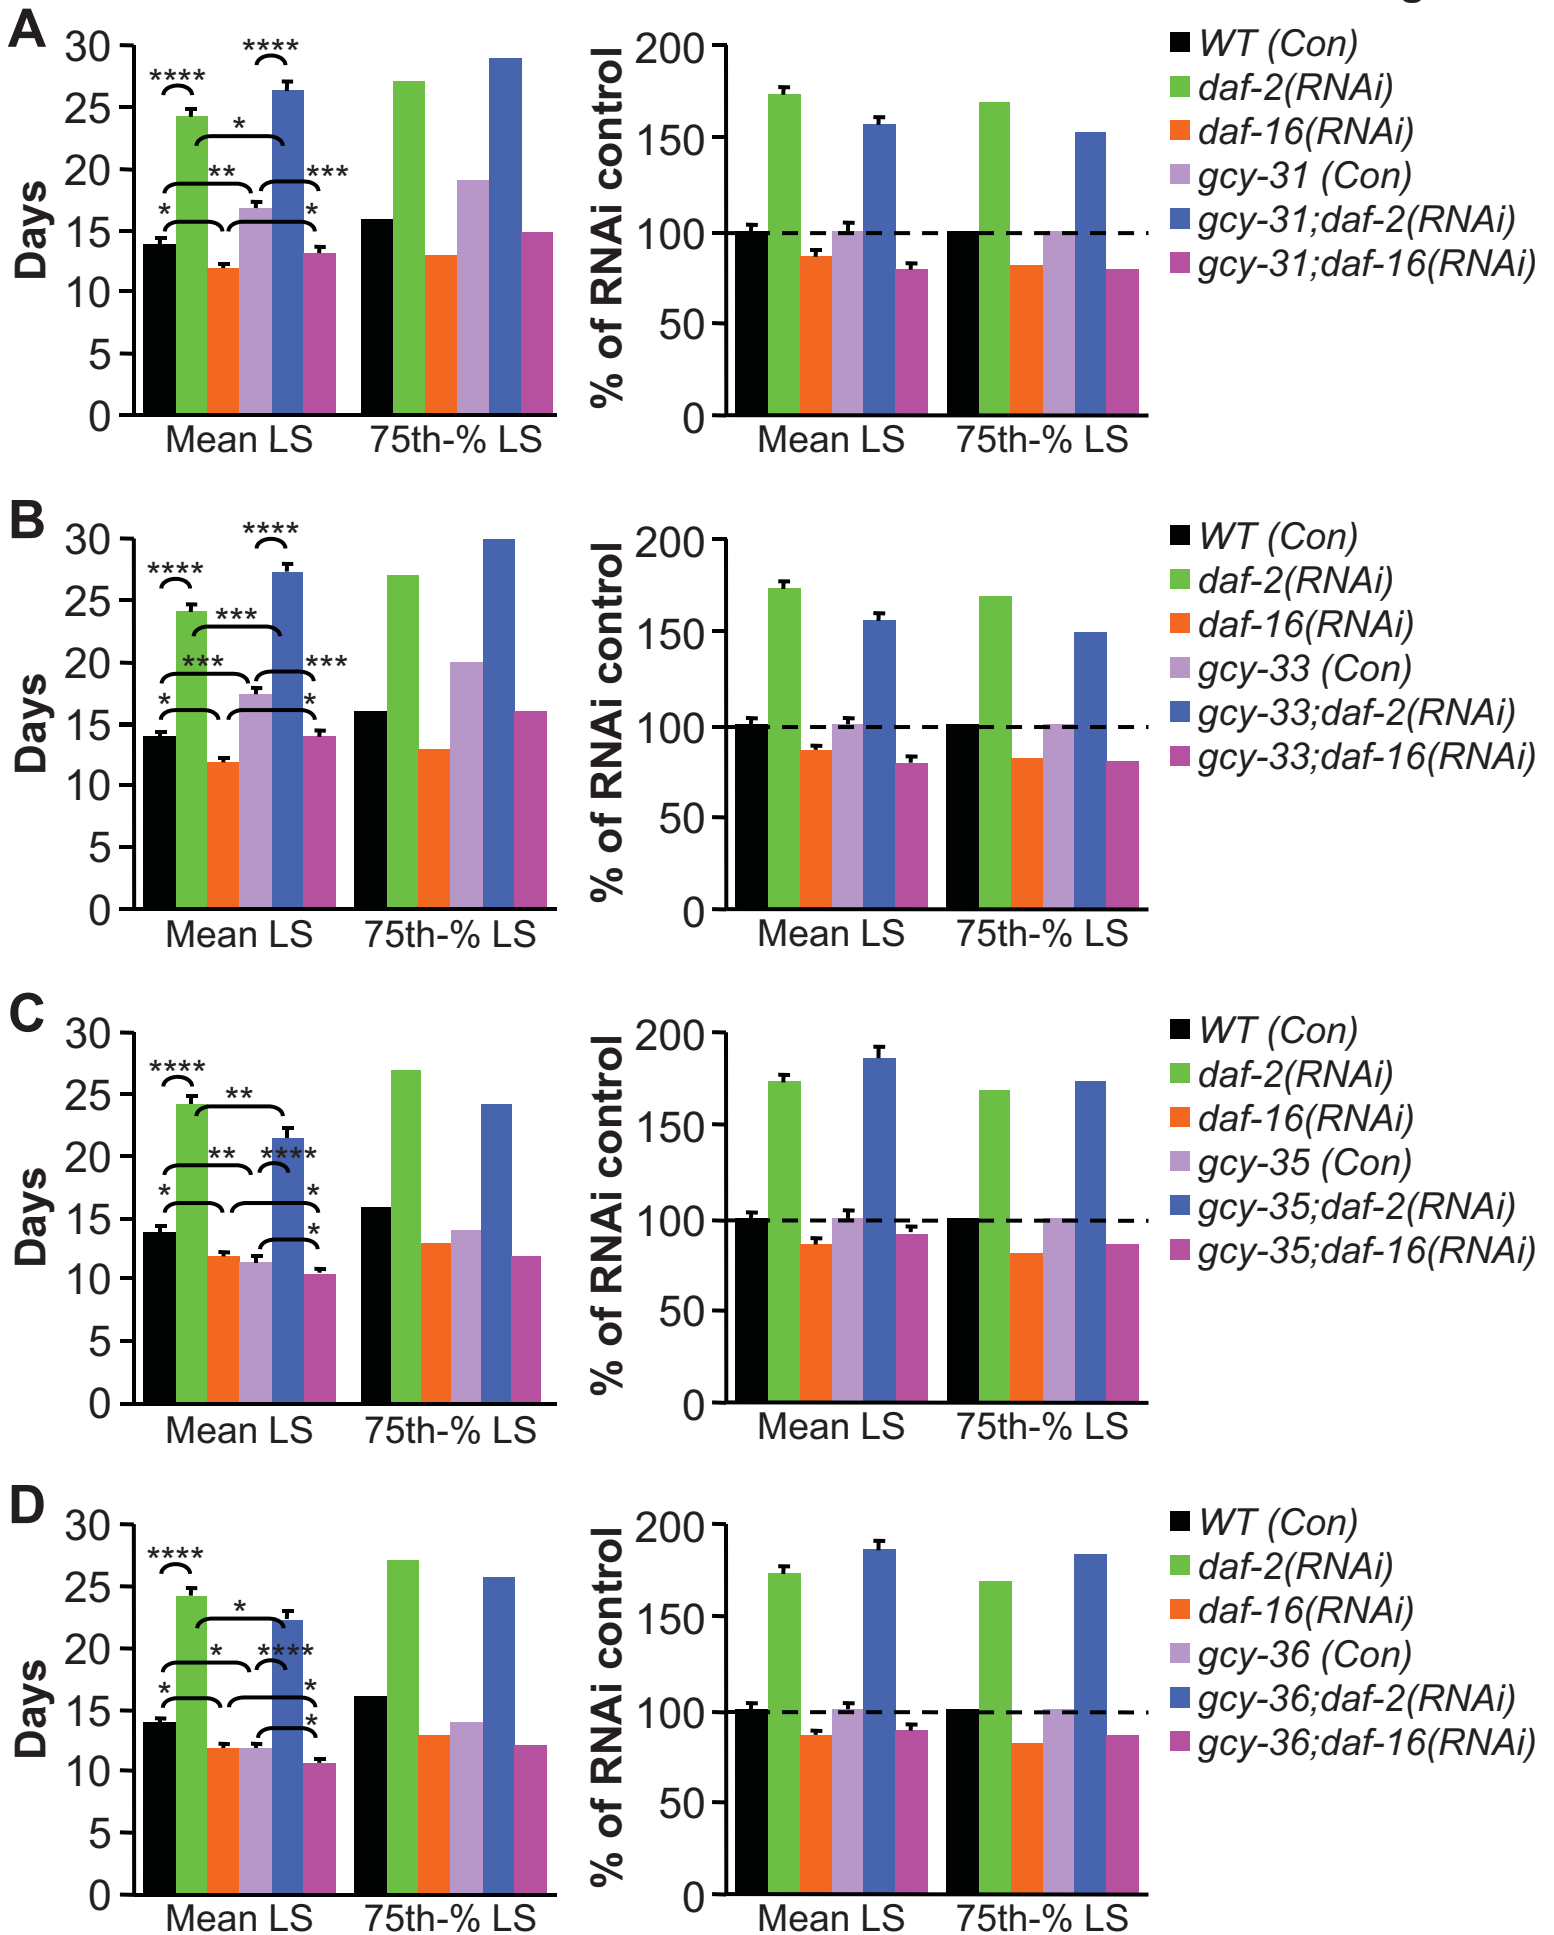 g
A
30
25
20
15
10
5
0
Days
****
****
*
**
***
*
*
Mean LS
75th-% LS
% of RNAi control
200
150
100
50
0
Mean LS
75th-% LS
WT (Con)
daf-2(RNAi)
daf-16(RNAi)
gcy-31 (Con)
gcy-31;daf-2(RNAi)
gcy-31;daf-16(RNAi)
B
30
25
20
15
10
5
0
Days
****
****
***
***
***
*
*
Mean LS
75th-% LS
% of RNAi control
200
150
100
50
0
Mean LS
75th-% LS
WT (Con)
daf-2(RNAi)
daf-16(RNAi)
gcy-33 (Con)
gcy-33;daf-2(RNAi)
gcy-33;daf-16(RNAi)
C
30
25
20
15
10
5
0
Days
****
**
**
****
*
*
*
Mean LS
75th-% LS
% of RNAi control
200
150
100
50
0
Mean LS
75th-% LS
WT (Con)
daf-2(RNAi)
daf-16(RNAi)
gcy-35 (Con)
gcy-35;daf-2(RNAi)
gcy-35;daf-16(RNAi)
D
30
25
20
15
10
5
0
Days
****
*
*
****
*
*
*
Mean LS
75th-% LS
% of RNAi control
200
150
100
50
0
Mean LS
75th-% LS
WT (Con)
daf-2(RNAi)
daf-16(RNAi)
gcy-36 (Con)
gcy-36;daf-2(RNAi)
gcy-36;daf-16(RNAi)